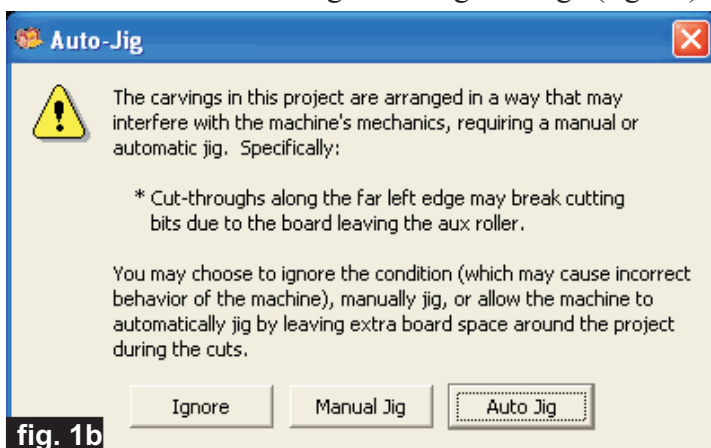 Auto-Jig
The carvings in this project are arranged in a way that may
interfere with the machine's mechanics, requiring a manual or
automatic jig.  Specifically:
* Cut-throughs along the far left edge may break cutting
bits due to the board leaving the aux roller.
You may choose to ignore the condition (which may cause incorrect
behavior of the machine), manually jig, or allow the machine to
automatically jig by leaving extra board space around the project
during the cuts.
Ignore Manual Jig Auto Jig
fig. 1b